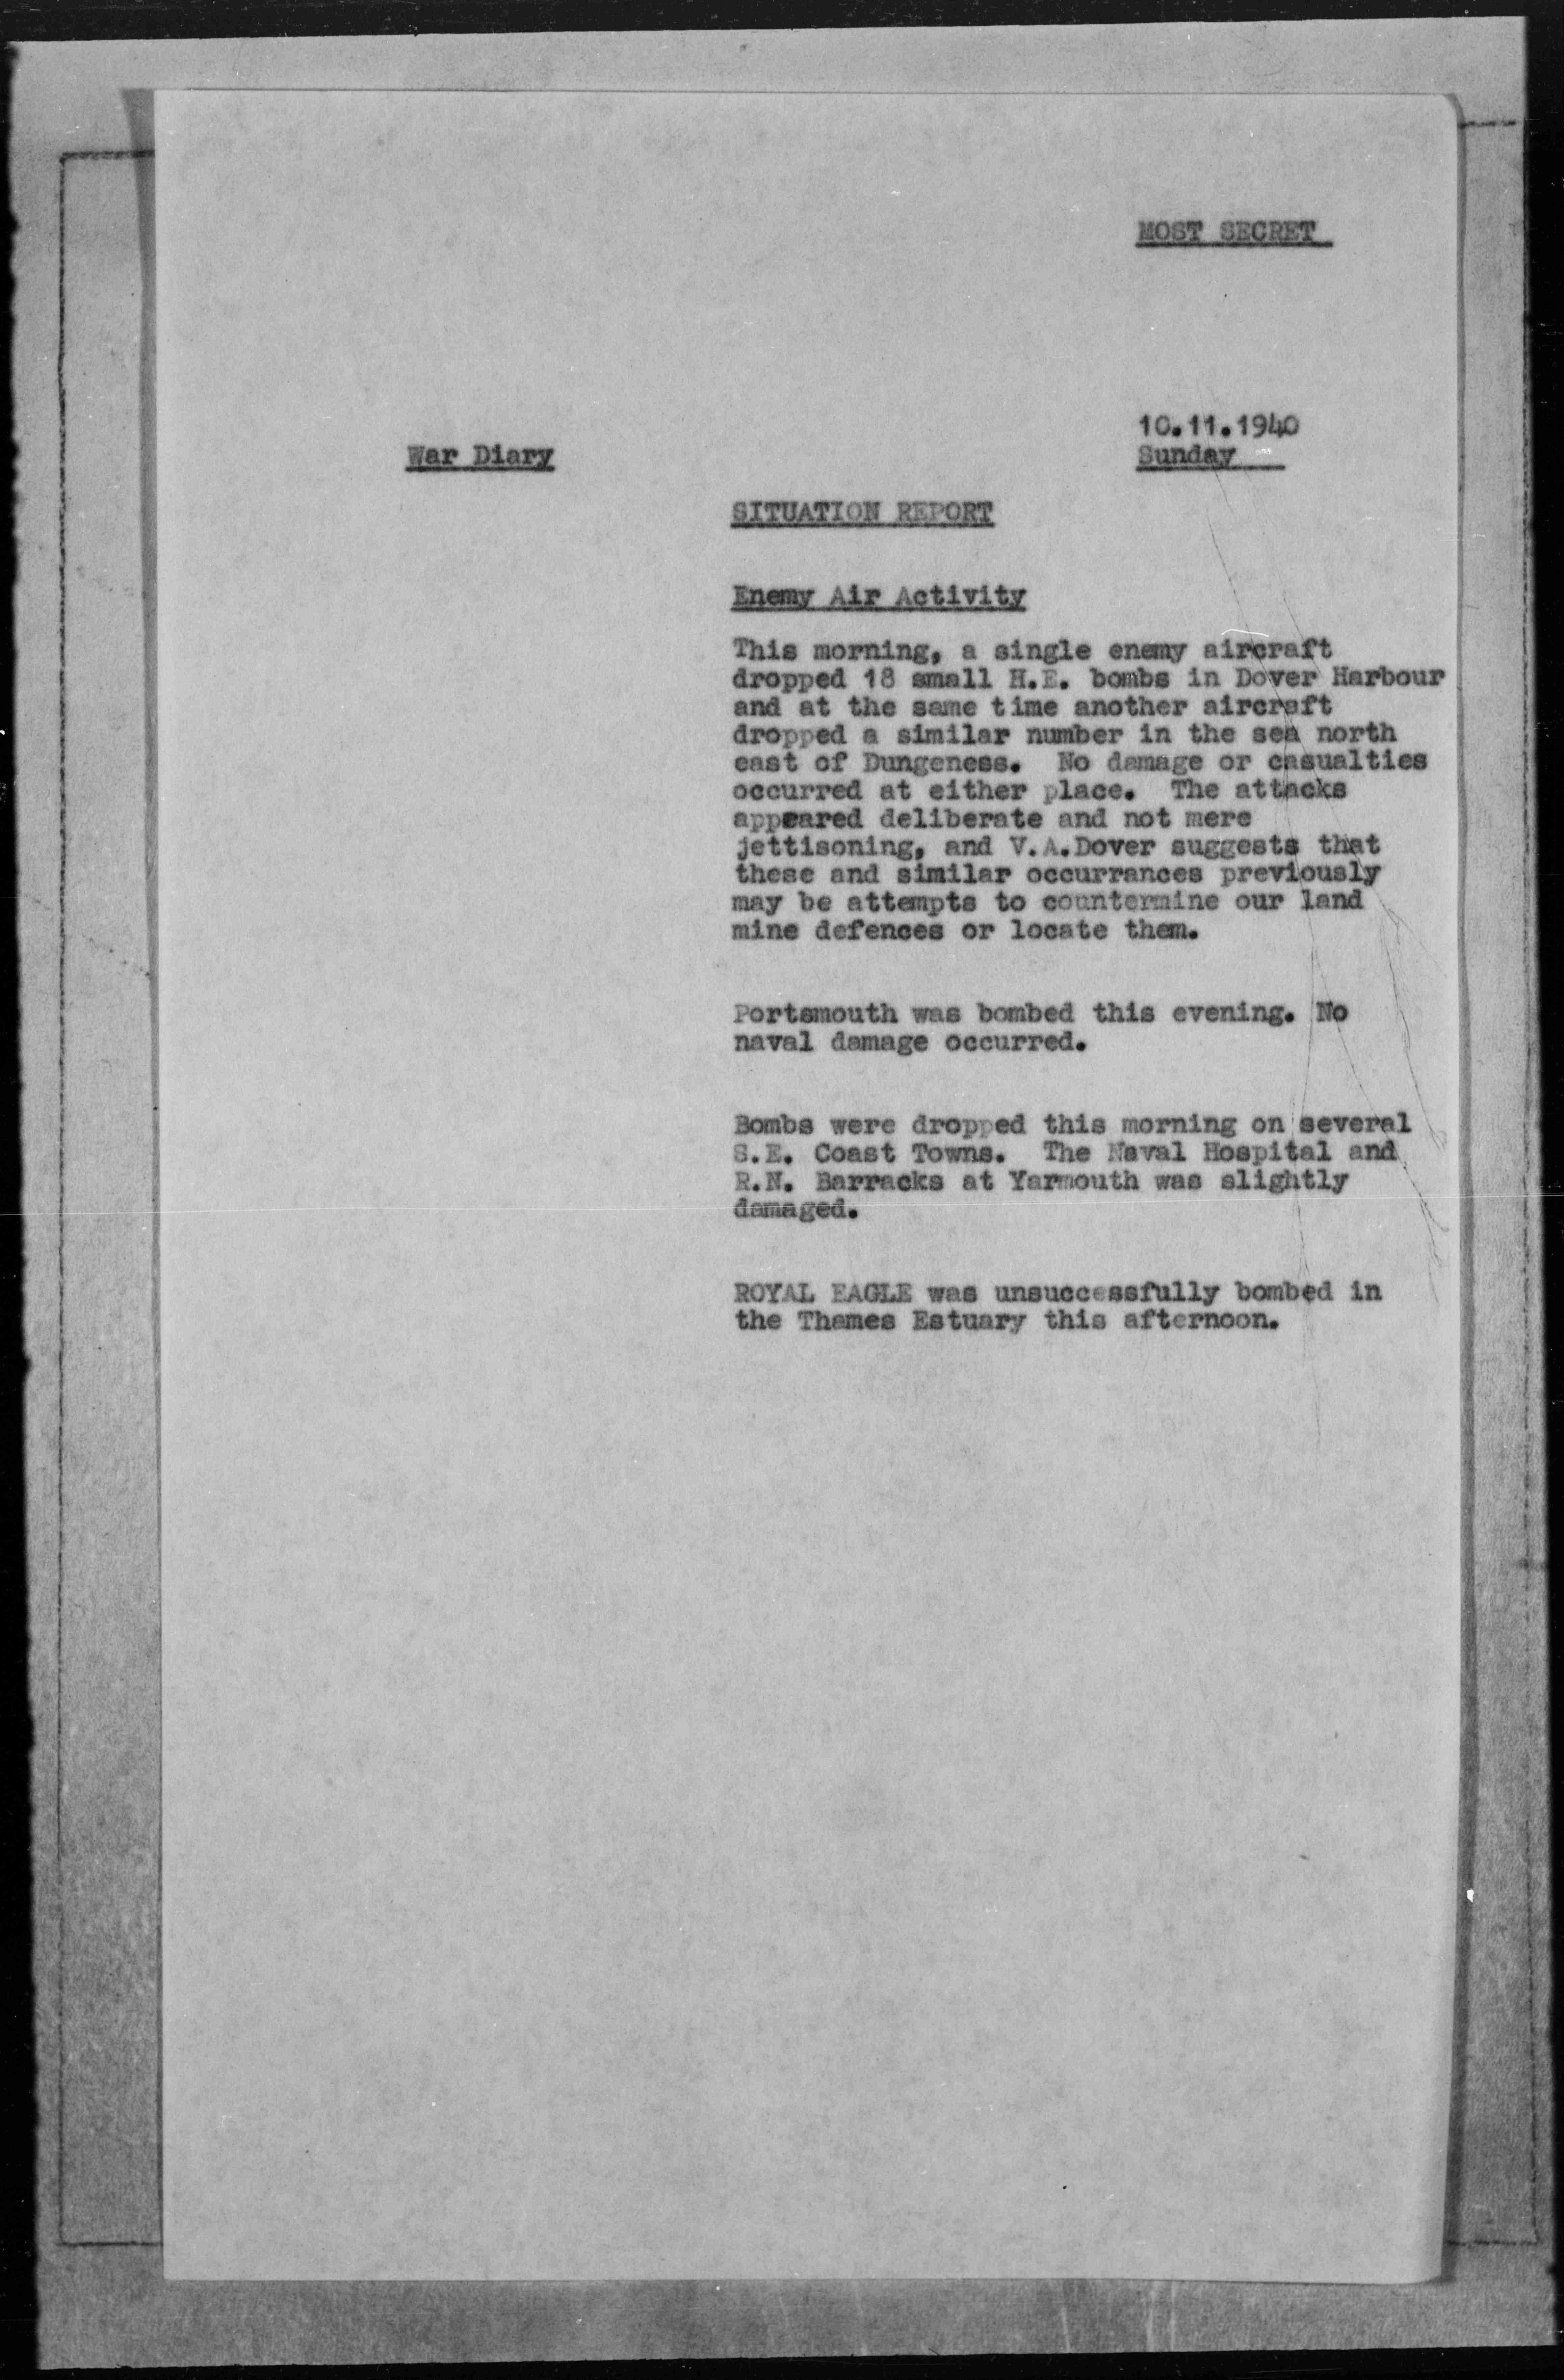 MOST SECRET
10.11.1940
War Diary
Sunday
SITUATION REPORT
Enemy Air Activity
This morning, a single enemy aircraft
dropped 18 small H.E. bombs in Dover Harbour
and at the same time another aircraft
dropped a similar number in the sea north
east of Dungeness. No damage or casualties
occurred at either place. The attacks
appeared deliberate and not mere
jettisoning, and V.A.Dover suggests that
these and similar occurrances previously
may be attempts to countermine our land
mine defences or locate them.
Portsmouth was bombed this evening. No
naval damage occurred.
Bombs were dropped this morning on several
S.E. Coast Towns. The Naval Hospital and
R.N. Barracks at Yarmouth was slightly
damaged.
ROYAL EAGLE was unsuccessfully bombed in
the Thames Estuary this afternoon.